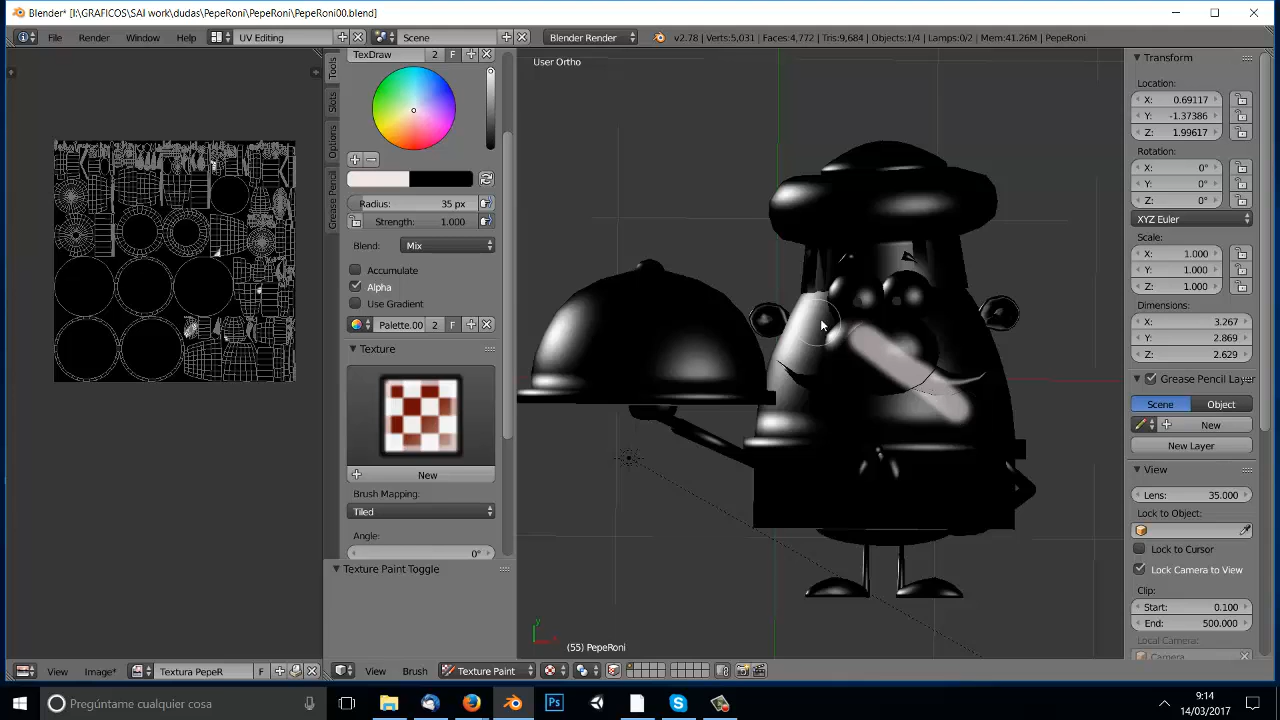 Blender* [I:\GRAFICOS\SAI work\dudas\PepeRoni\PepeRoni\PepeRoni00.blend]
File Render Window Help UV Editing Scene Blender Render v2.78 | Verts:5,031 | Faces:4,772 | Tris:9,684 | Objects:1/4 | Lamps:0/2 | Mem:41.26M | PepeRoni
Tools
Slots
Options
Grease Pencil
TexDraw 2 F
Radius: 35 px
Strength: 1.000
Blend: Mix
Accumulate
Alpha
Use Gradient
Palette.00 2 F
Texture
New
Brush Mapping:
Tiled
Angle:
0°
Texture Paint Toggle
User Ortho
y
x
(55) PepeRoni
Transform
Location:
X: 0.69117
Y: -1.37386
Z: 1.99617
Rotation:
X: 0°
Y: 0°
Z: 0°
XYZ Euler
Scale:
X: 1.000
Y: 1.000
Z: 1.000
Dimensions:
X: 3.267
Y: 2.869
Z: 2.629
Grease Pencil Layer
Scene Object
New
New Layer
View
Lens: 35.000
Lock to Object:
Lock to Cursor
Lock Camera to View
Clip:
Start: 0.100
End: 500.000
Local Camera:
Camera
View Image* Textura PepeR F
View Brush Texture Paint
Pregúntame cualquier cosa
Ps
9:14
14/03/2017